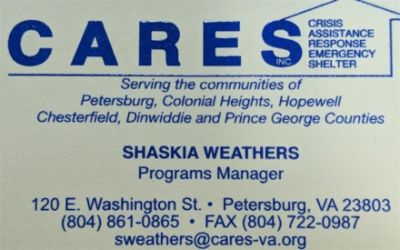 CARES INC
CRISIS
ASSISTANCE
RESPONSE
EMERGENCY
SHELTER
Serving the communities of
Petersburg, Colonial Heights, Hopewell
Chesterfield, Dinwiddie and Prince George Counties
SHASKIA WEATHERS
Programs Manager
120 E. Washington St. • Petersburg, VA 23803
(804) 861-0865 • FAX (804) 722-0987
sweathers@cares-va.org